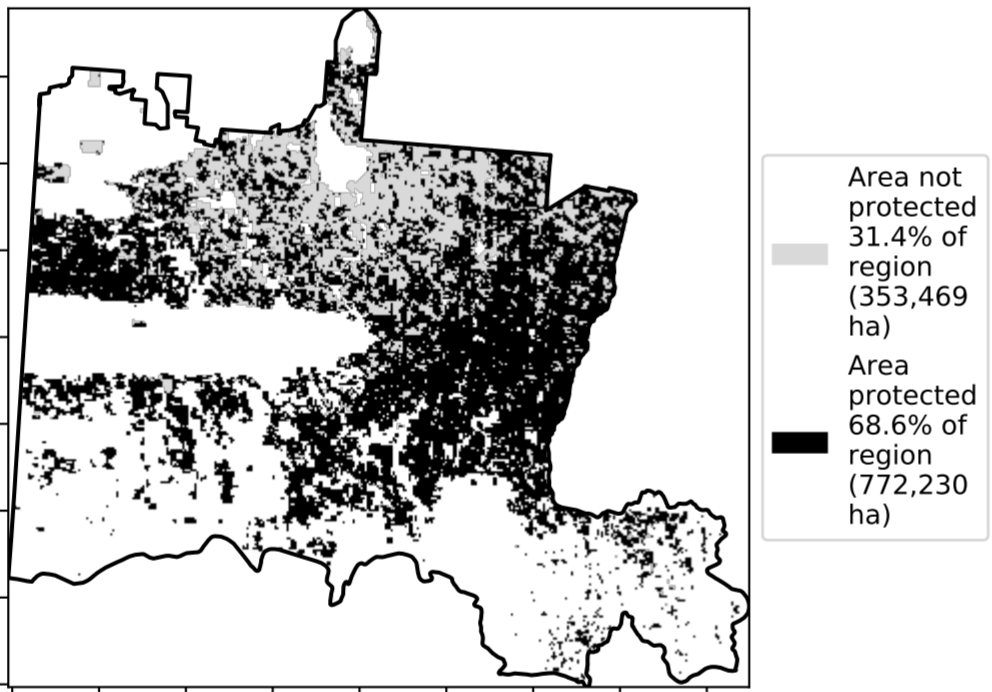 Area not
protected
31.4% of
region
(353,469
ha)
Area
protected
68.6% of
region
(772,230
ha)